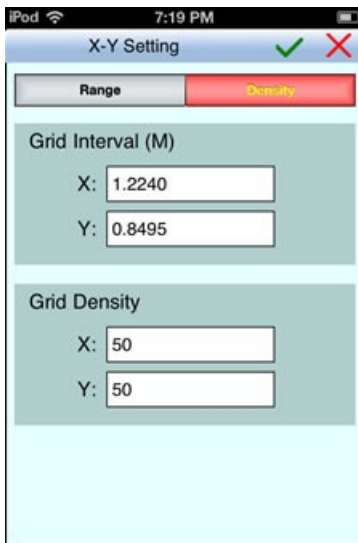 iPod 7:19 PM
X-Y Setting
Range Density
Grid Interval (M)
X: 1.2240
Y: 0.8495
Grid Density
X: 50
Y: 50